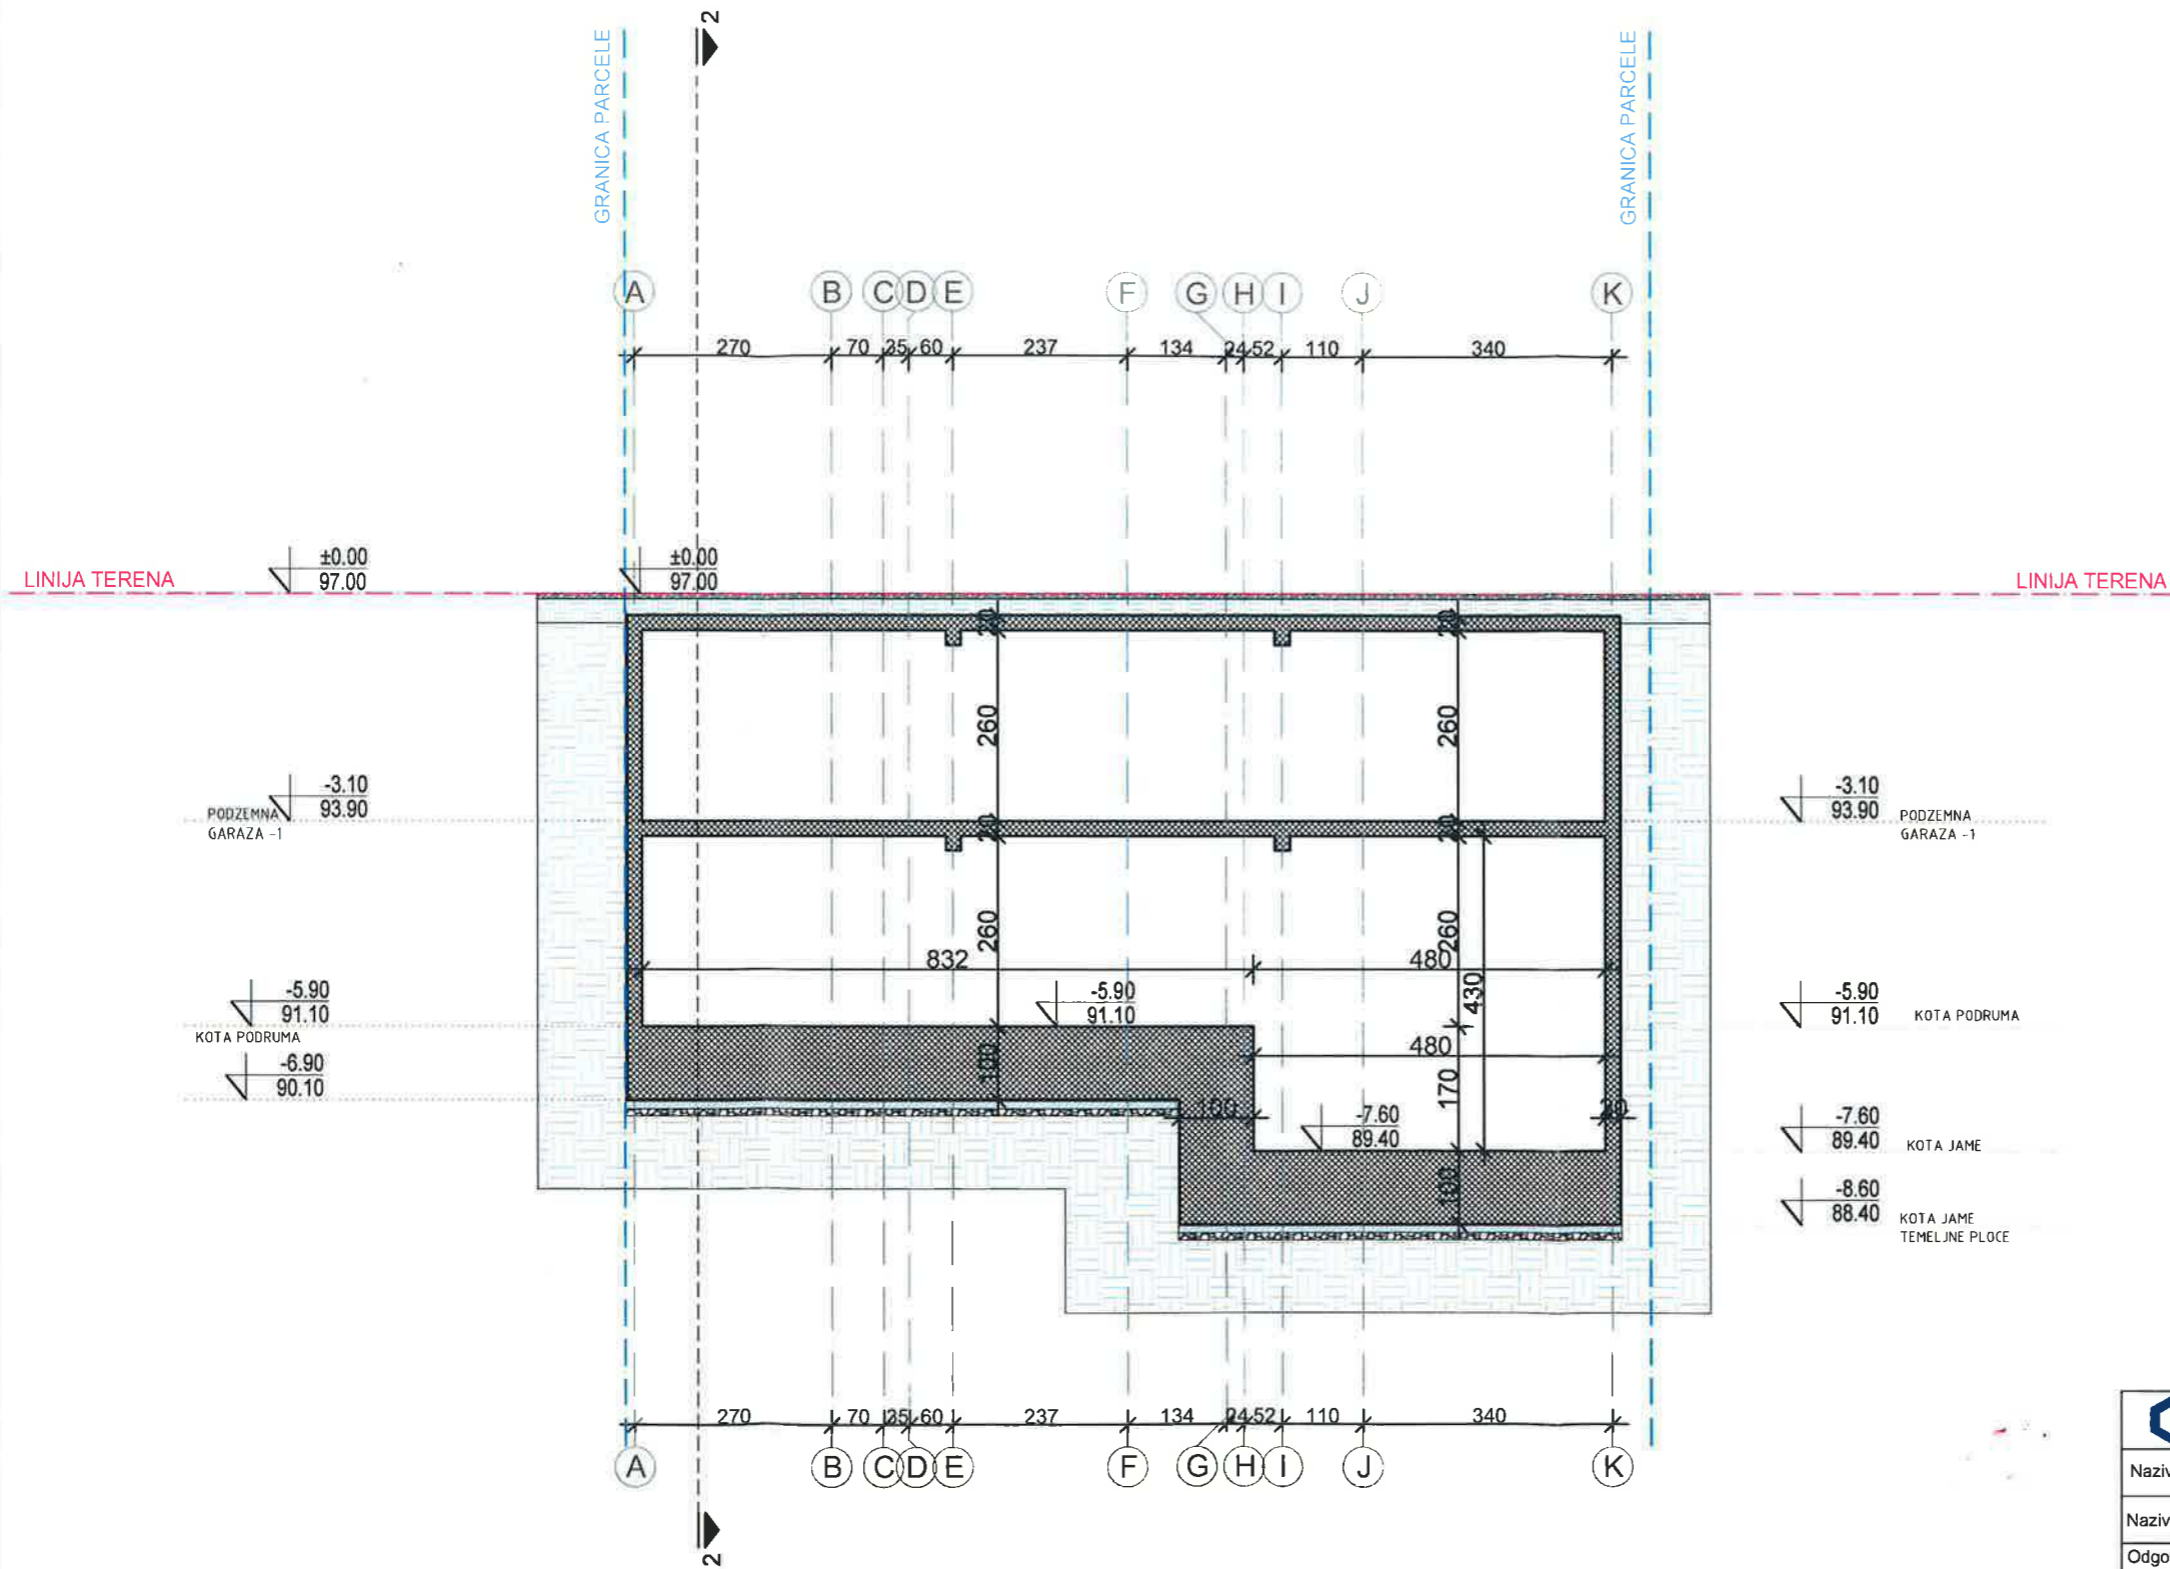 2
GRANICA PARCELE
GRANICA PARCELE
A B C D E F G H I J K
270 70 35 60 237 134 24 52 110 340
±0.00
97.00
±0.00
97.00
LINIJA TERENA
LINIJA TERENA
20
20
260
260
-3.10
93.90
PODZEMNA
GARAZA -1
-3.10
93.90
PODZEMNA
GARAZA -1
20
20
260
260
832
480
430
-5.90
91.10
KOTA PODRUMA
-5.90
91.10
-5.90
91.10
KOTA PODRUMA
-6.90
90.10
100
480
170
100
-7.60
89.40
20
-7.60
89.40
KOTA JAME
100
-8.60
88.40
KOTA JAME
TEMELJNE PLOCE
270 70 35 60 237 134 24 52 110 340
A B C D E F G H I J K
2
Naziv
Naziv
Odgo